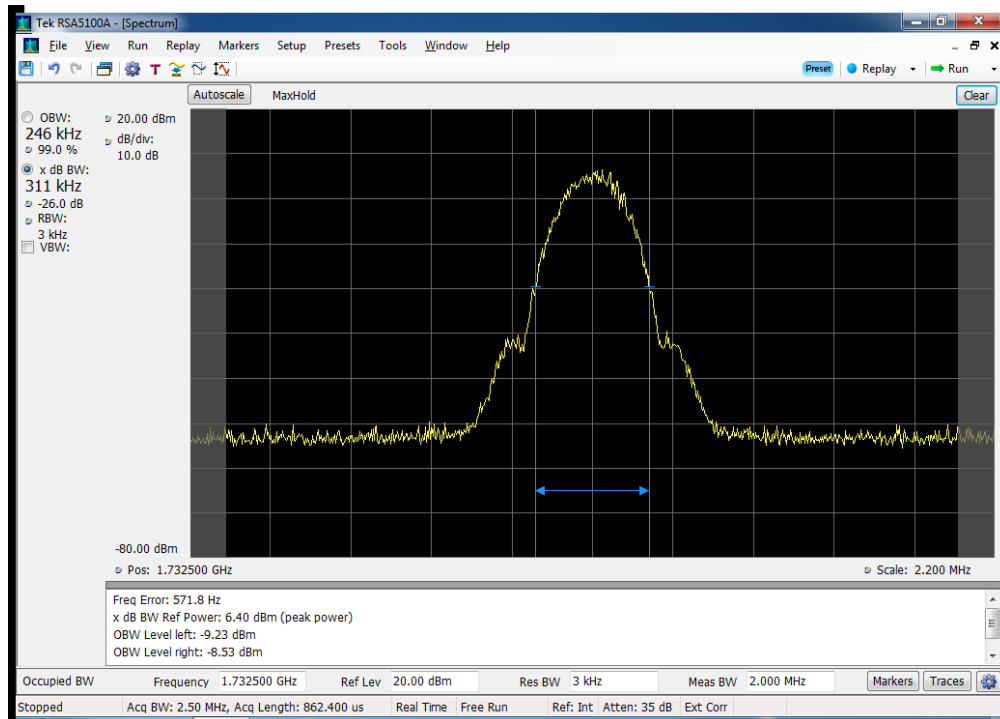 Tek RSA5100A - [Spectrum]
File View Run Replay Markers Setup Presets Tools Window Help
T Preset Replay Run
Autoscale MaxHold Clear
OBW:
246 kHz
99.0 %
x dB BW:
311 kHz
-26.0 dB
RBW:
3 kHz
VBW:
20.00 dBm
dB/div:
10.0 dB
-80.00 dBm
Pos: 1.732500 GHz Scale: 2.200 MHz
Freq Error: 571.8 Hz
x dB BW Ref Power: 6.40 dBm (peak power)
OBW Level left: -9.23 dBm
OBW Level right: -8.53 dBm
Occupied BW Frequency 1.732500 GHz Ref Lev 20.00 dBm Res BW 3 kHz Meas BW 2.000 MHz Markers Traces
Stopped Acq BW: 2.50 MHz, Acq Length: 862.400 us Real Time Free Run Ref: Int Atten: 35 dB Ext Corr